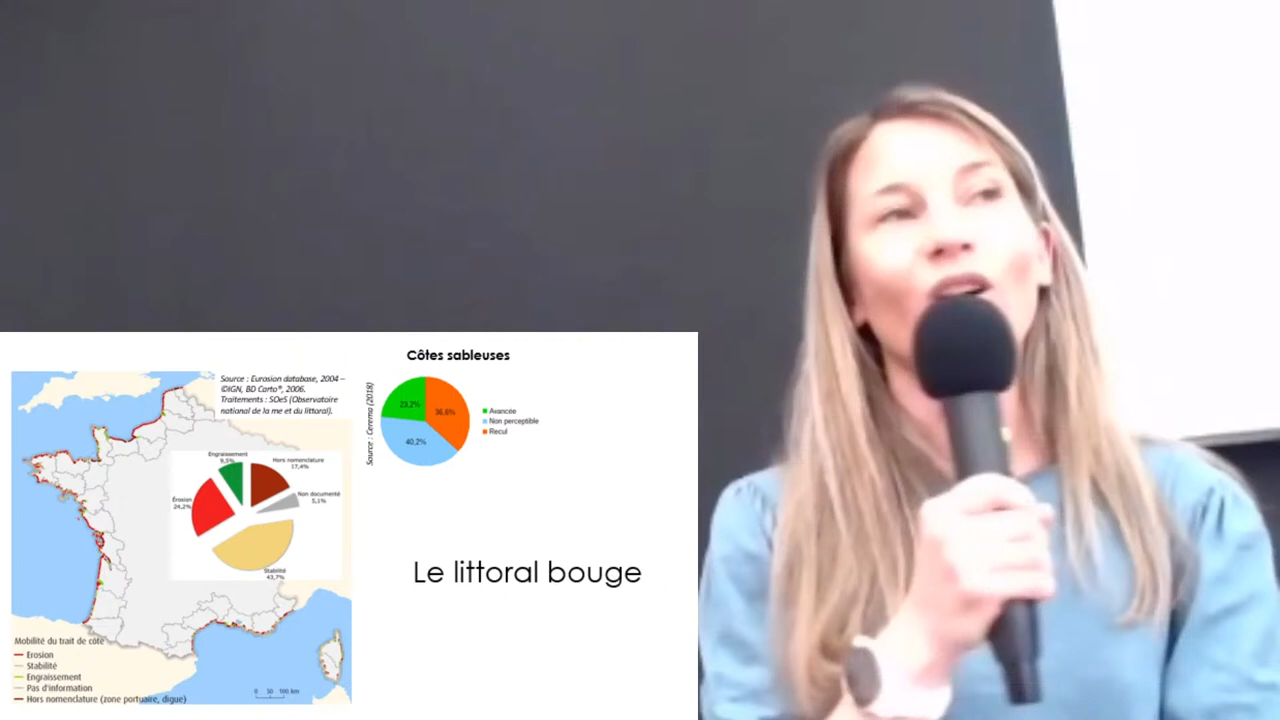 Côtes sableuses
Source : Eurasion database, 2004 –
©IGN, BD Carto®, 2006.
Traitements : SOeS (Observatoire
national de la me et du littoral).
Source : Cerema (2018)
23,2%
36,6%
40,2%
Avancée
Non perceptible
Recul
Engraissement
9,5%
Hors nomenclature
17,4%
Non documenté
5,1%
Érosion
24,2%
Stabilité
43,7%
Le littoral bouge
Mobilité du trait de côte
Erosion
Stabilité
Engraissement
Pas d'information
Hors nomenclature (zone portuaire, digue)
0 50 100 km